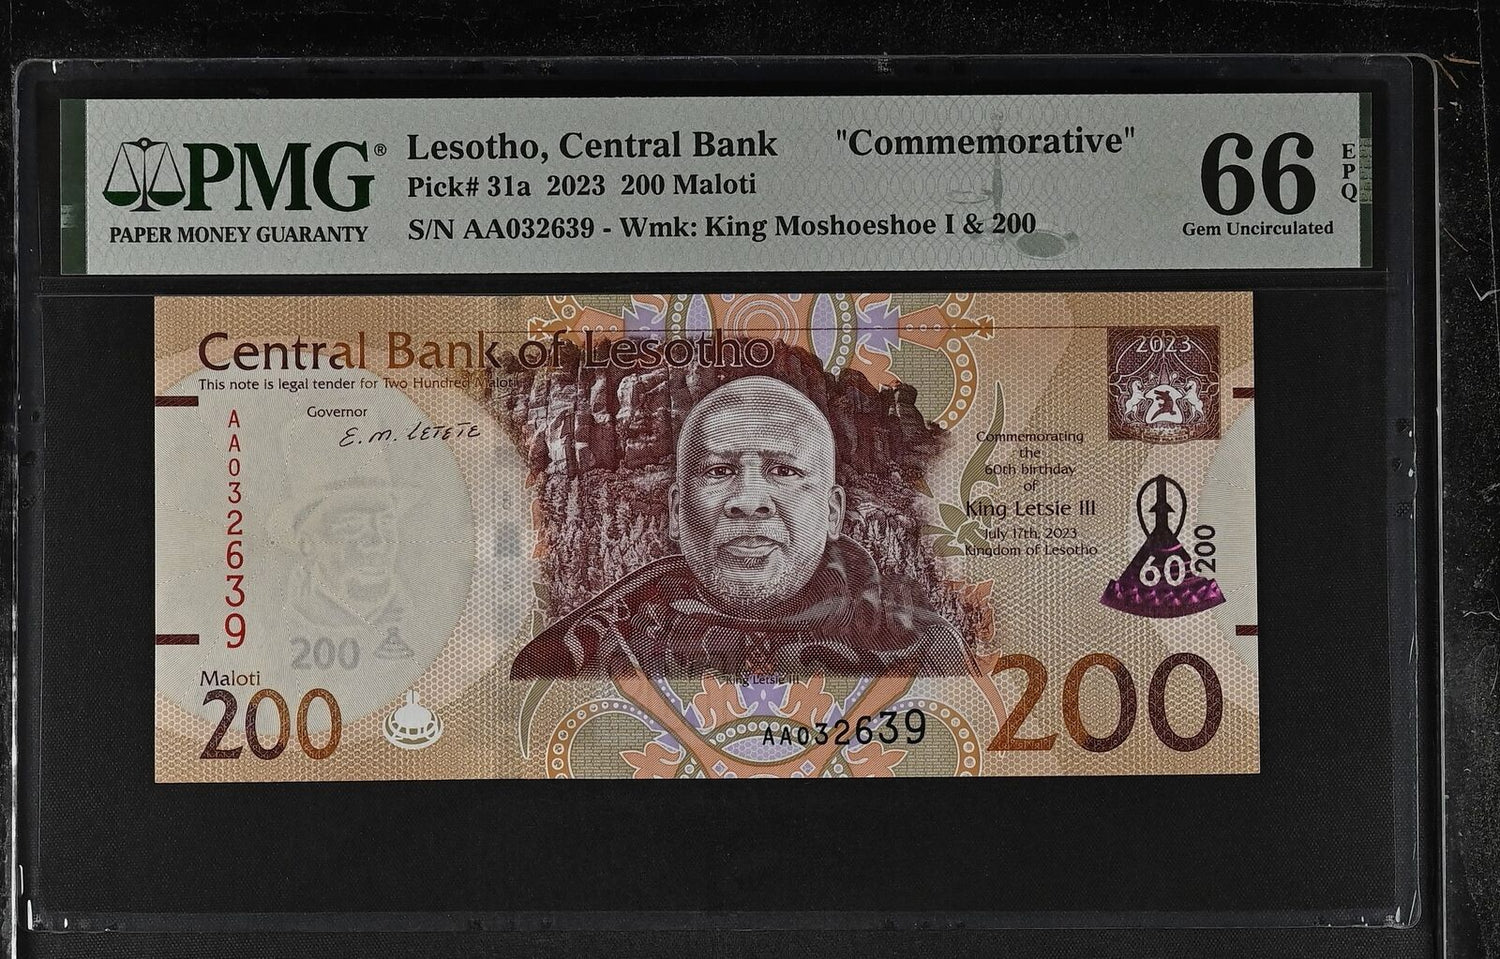 PMG®
PAPER MONEY GUARANTY
Lesotho, Central Bank "Commemorative"
Pick# 31a 2023 200 Maloti
S/N AA032639 - Wmk: King Moshoeshoe I & 200
66
EPQ
Gem Uncirculated
Central Bank of Lesotho
This note is legal tender for Two Hundred Maloti
Governor
E. M. LETETE
AA032639
200
Maloti
200
King Letsie III
AA032639
2023
Commemorating
the
60th birthday
of
King Letsie III
July 17th, 2023
Kingdom of Lesotho
60
200
200